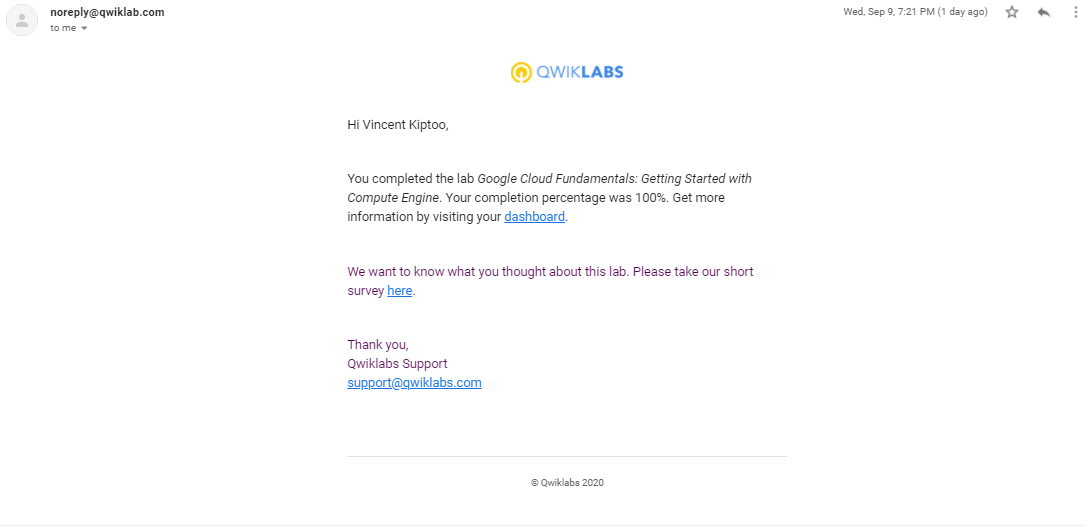 noreply@qwiklab.com
Wed, Sep 9, 7:21 PM (1 day ago)
to me
QWIKLABS
Hi Vincent Kiptoo,
You completed the lab Google Cloud Fundamentals: Getting Started with
Compute Engine. Your completion percentage was 100%. Get more
information by visiting your dashboard.
We want to know what you thought about this lab. Please take our short
survey here.
Thank you,
Qwiklabs Support
support@qwiklabs.com
© Qwiklabs 2020